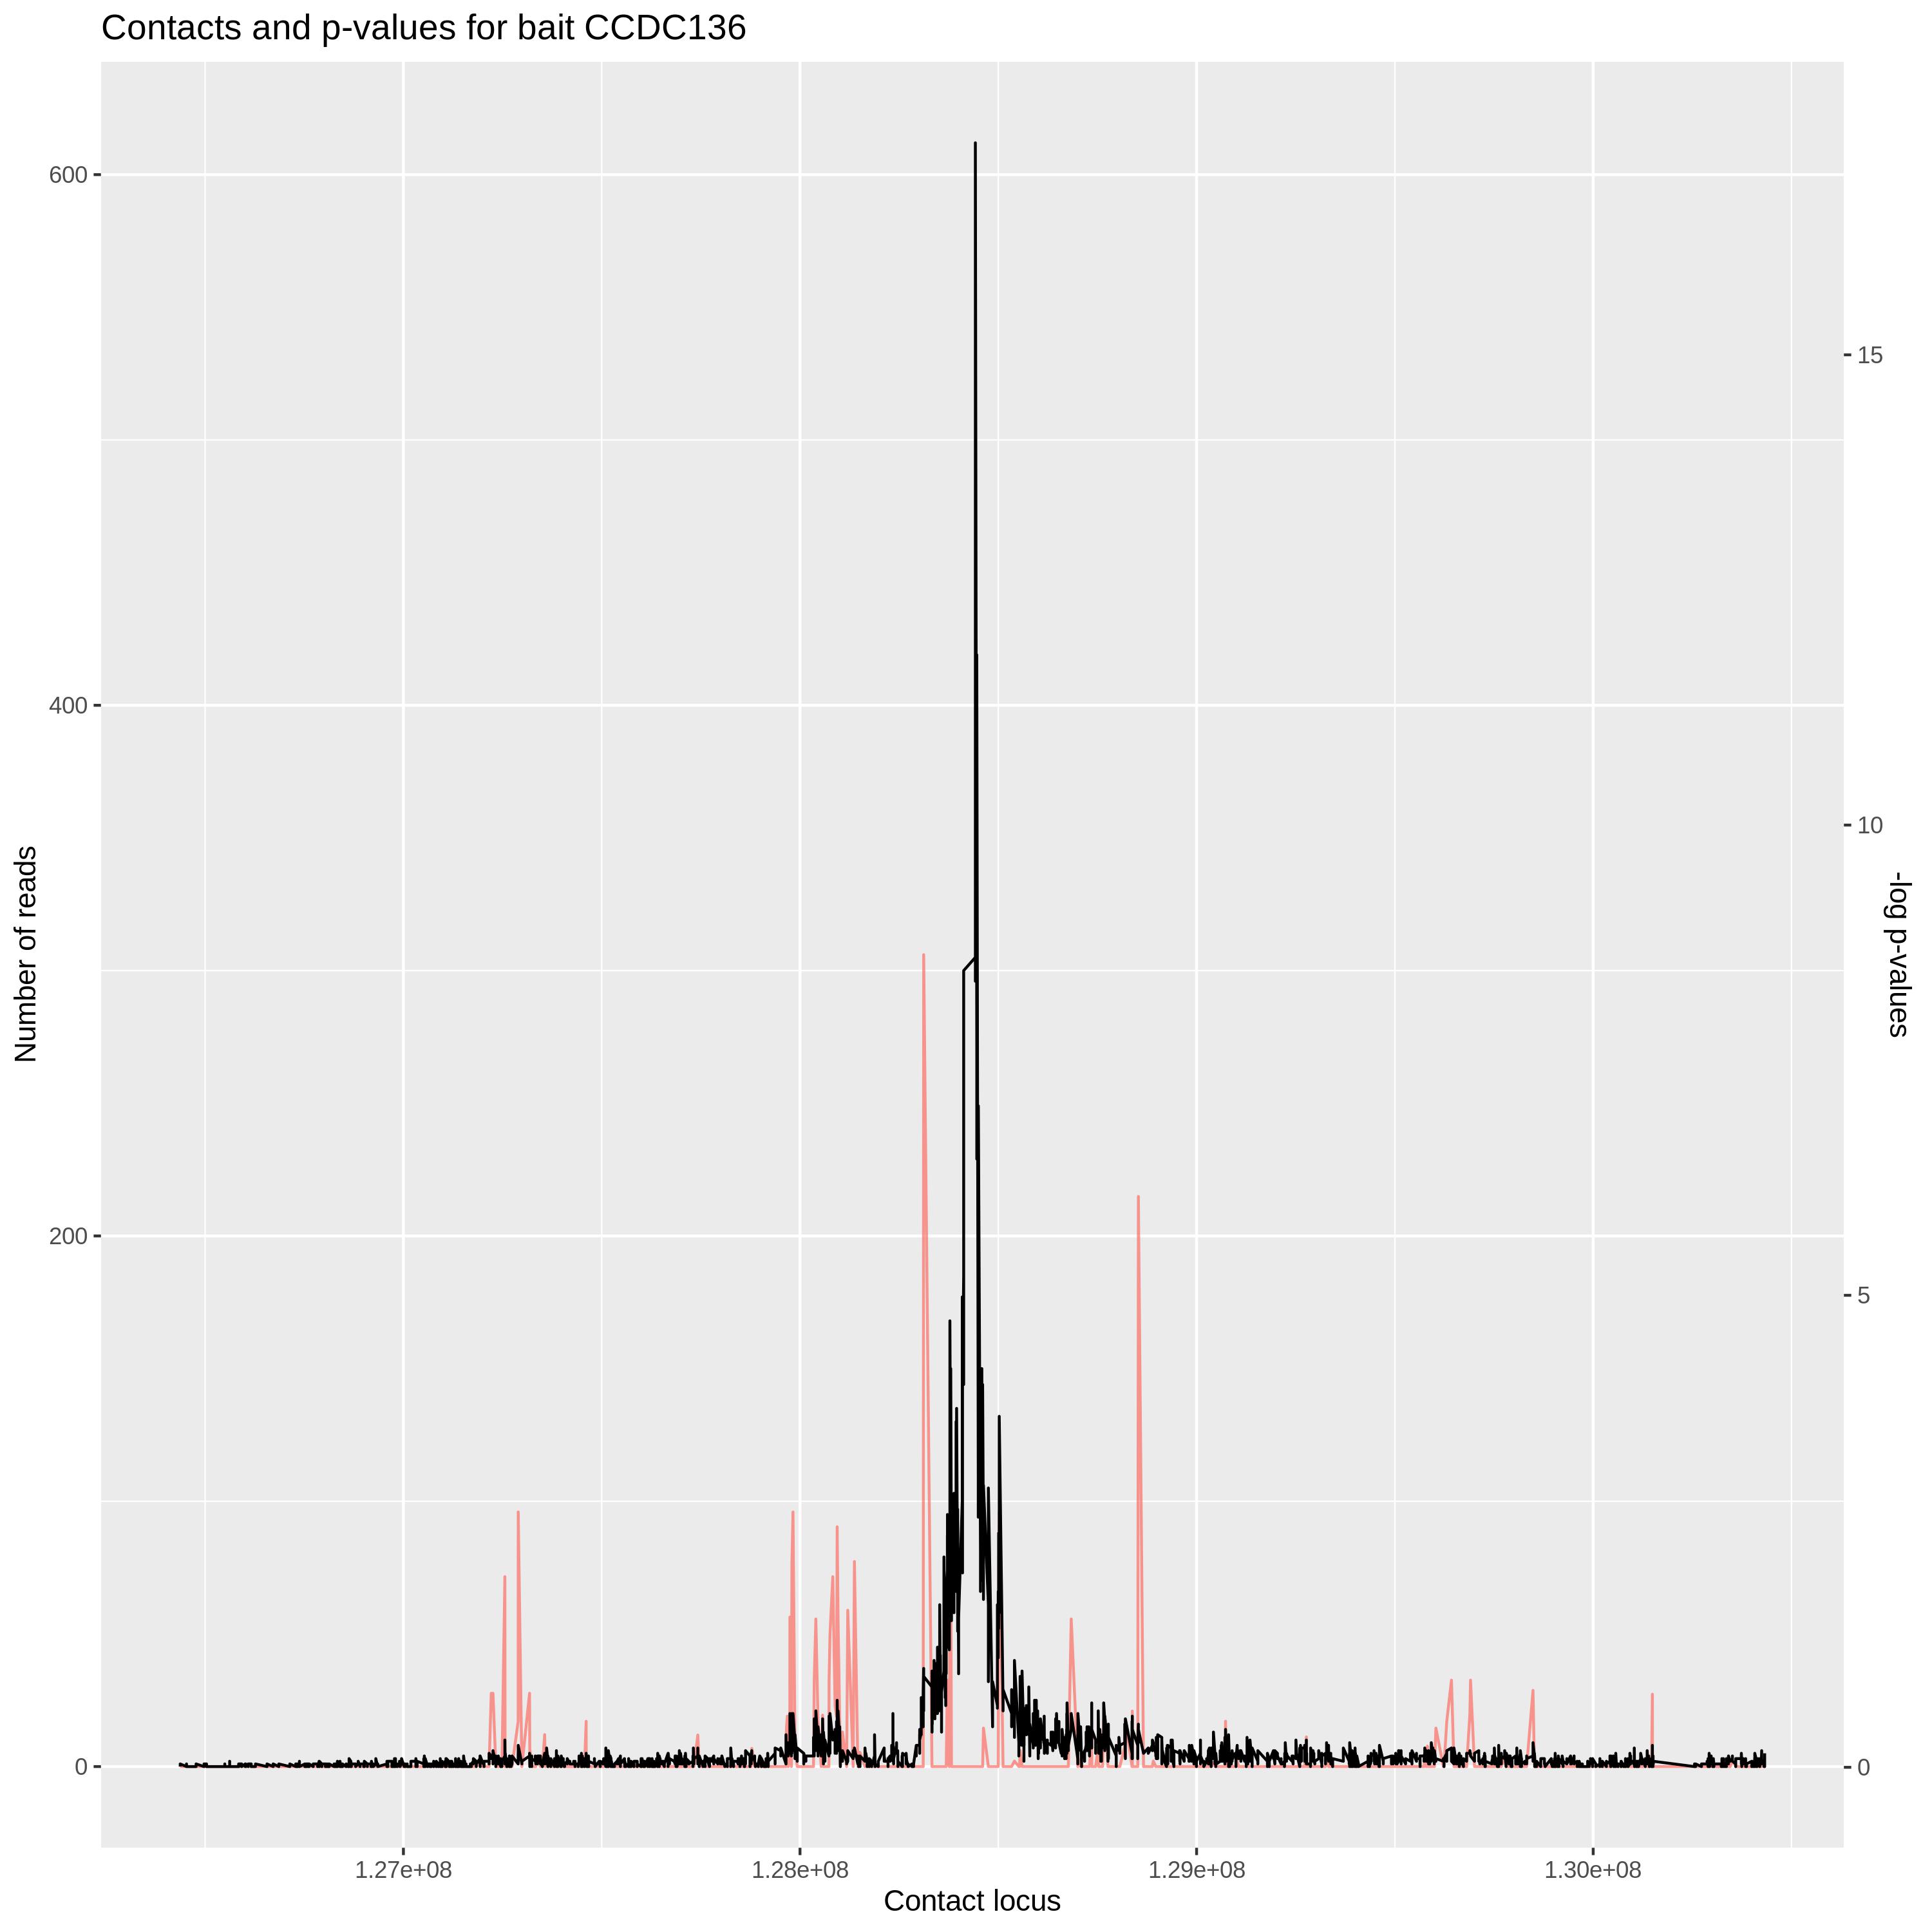 Contacts and p-values for bait CCDC136
600
400
200
0
Number of reads
15
10
5
0
-log p-values
1.27e+08
1.28e+08
1.29e+08
1.30e+08
Contact locus